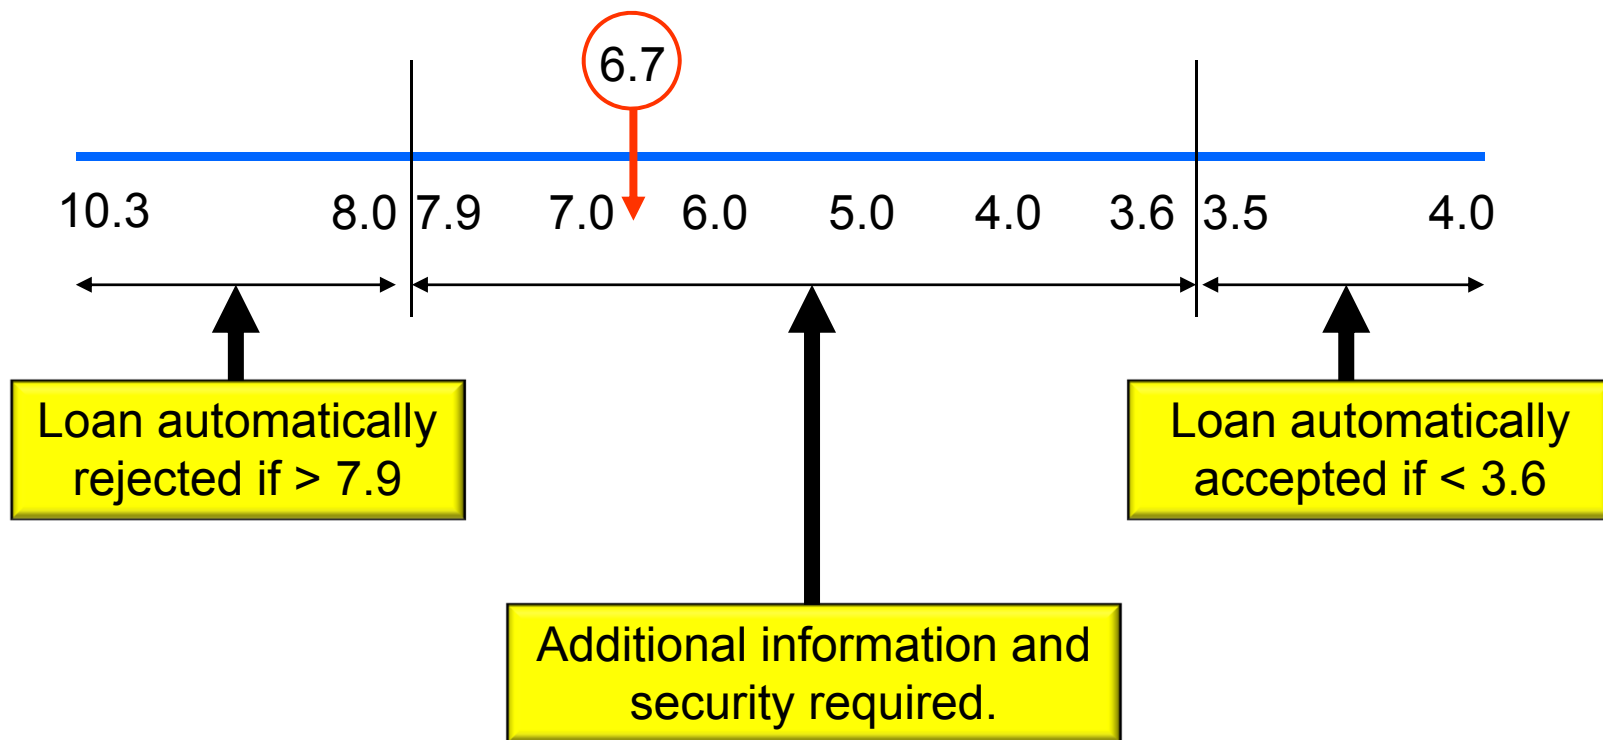 6.7
10.3 8.0 7.9 7.0 6.0 5.0 4.0 3.6 3.5 4.0
Loan automatically
rejected if > 7.9
Loan automatically
accepted if < 3.6
Additional information and
security required.